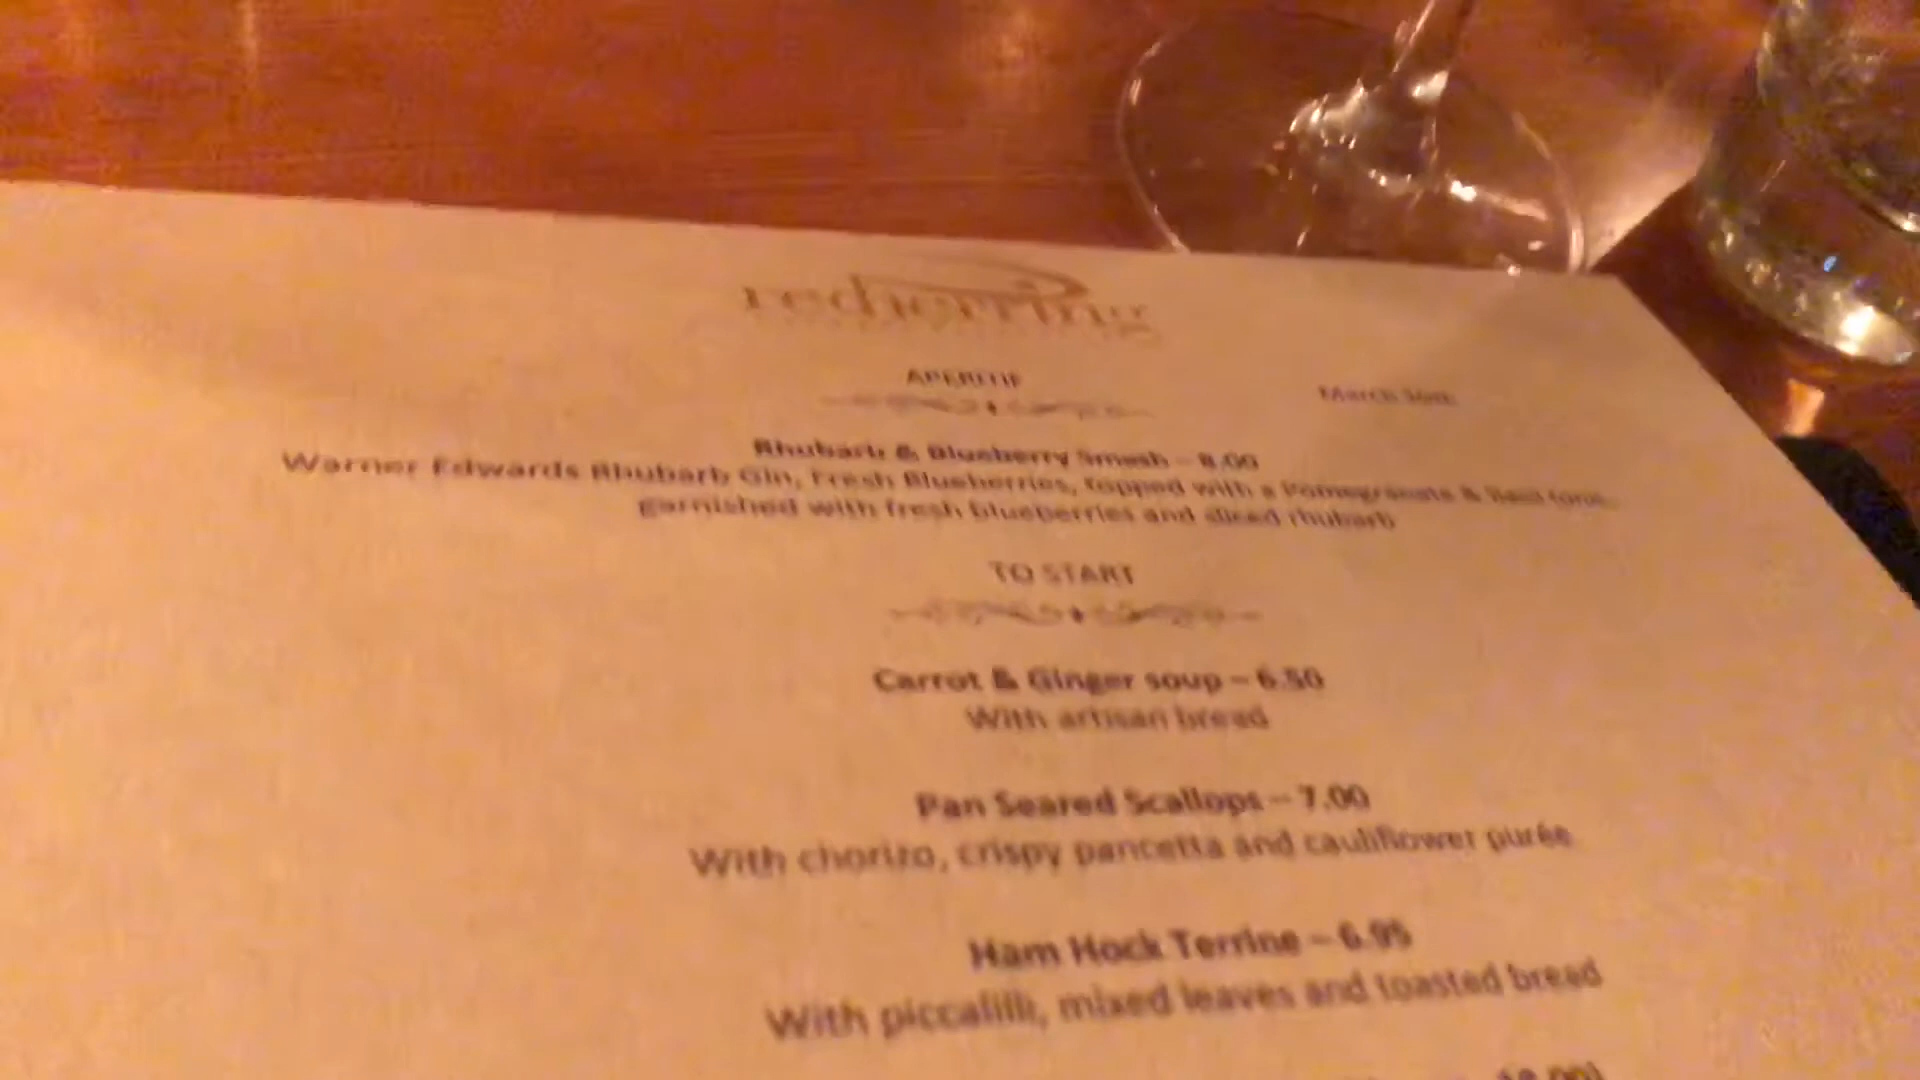 redherring
APERITIF
March 30th
Rhubarb & Blueberry Smash – 8.00
Warner Edwards Rhubarb Gin, Fresh Blueberries, topped with a Pomegranate & Basil tonic,
garnished with fresh blueberries and sliced rhubarb
TO START
Carrot & Ginger soup – 6.50
With artisan bread
Pan Seared Scallops – 7.00
With chorizo, crispy pancetta and cauliflower purée
Ham Hock Terrine – 6.95
With piccalilli, mixed leaves and toasted bread